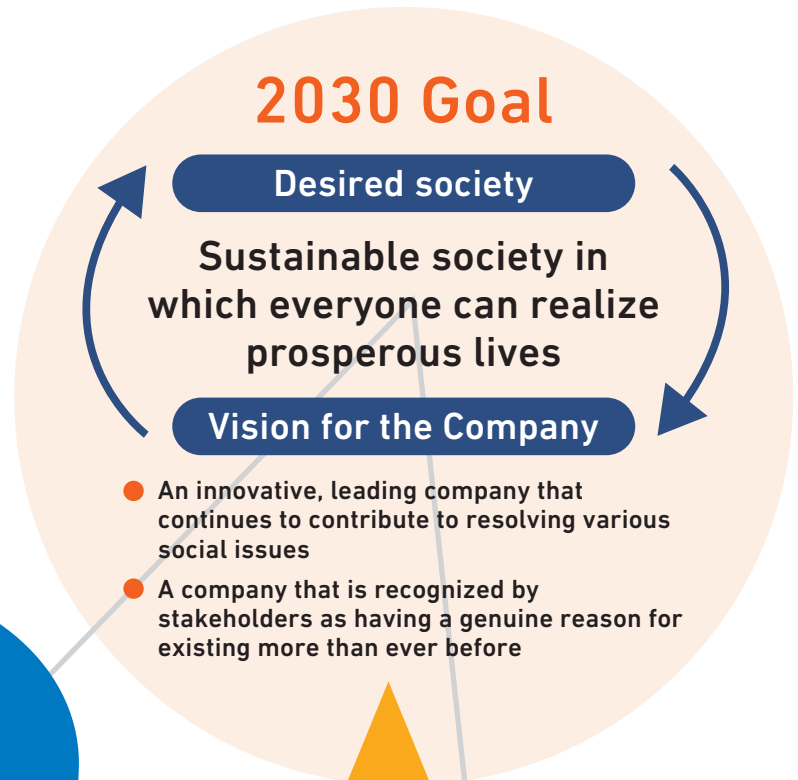 2030 Goal
Desired society
Sustainable society in
which everyone can realize
prosperous lives
Vision for the Company
An innovative, leading company that
continues to contribute to resolving various
social issues
A company that is recognized by
stakeholders as having a genuine reason for
existing more than ever before